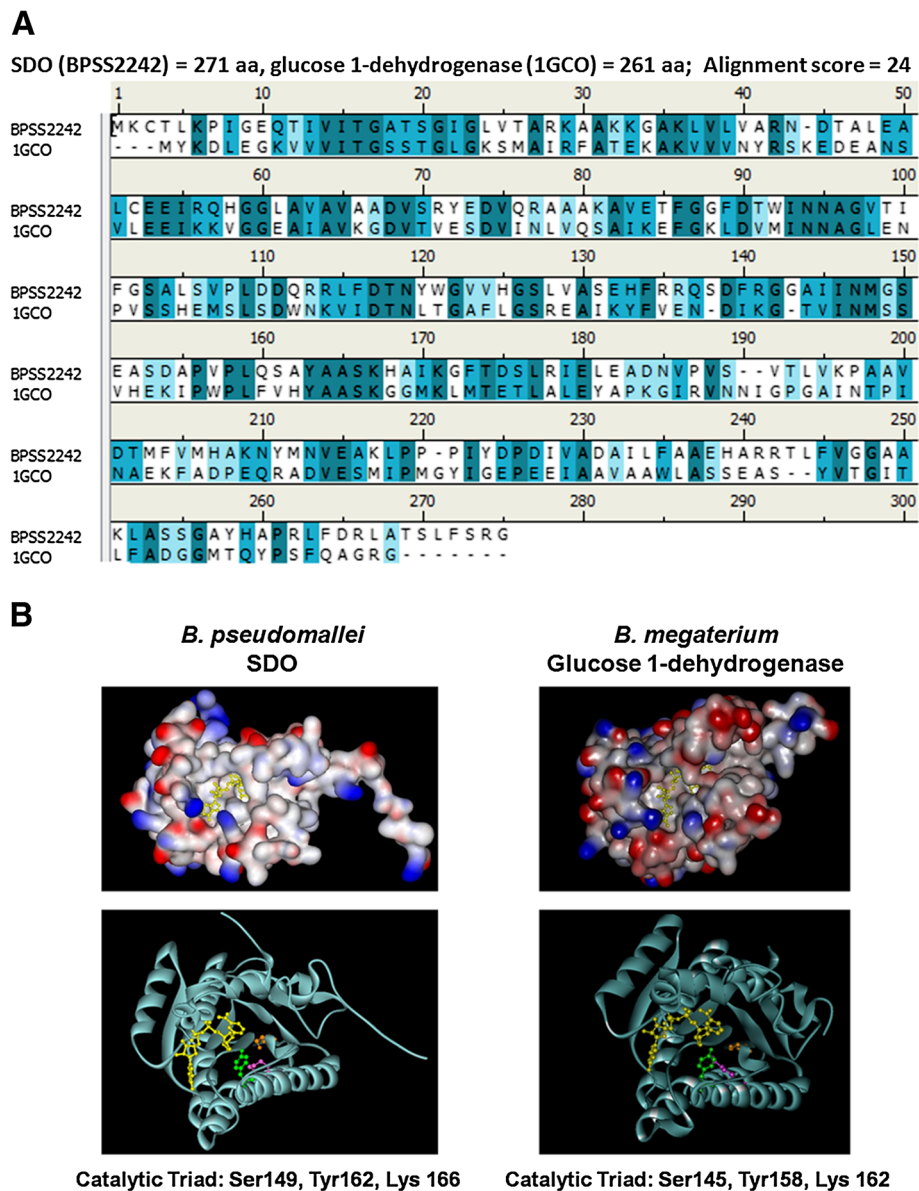 A
SDO (BPSS2242) = 271 aa, glucose 1-dehydrogenase (1GCO) = 261 aa; Alignment score = 24
1 10 20 30 40 50
BPSS2242 MKCTLKPIGEQTIVITGATSGIGLVTARKAAKKGAKLVLVARN-DTALEA
1GCO ---MYKDLEGKVVVITGSSTGLGKSMAIRFATEKAKVVVNYRSKEDEANS
60 70 80 90 100
BPSS2242 LCEEIRQHGGLAVAVAADVSRYEDVQRAAAKAVETFGGFDTWINNAGVTI
1GCO VLEEIKKVGGEAIAVKGDVTVESDVINLVQSAIKEFGKLDVMINNAGLEN
110 120 130 140 150
BPSS2242 FGSALSVPLDDQRRLFDTNYWGVVHGSLVASEHFRRQSDFRGGAIINMGS
1GCO PVSSHEMSLSDWNKVIDTNLTGAFLGSREAIKYFVEN-DIKG-TVINMSS
160 170 180 190 200
BPSS2242 EASDAPVPLQSAYAASKHAIKGFTDSLRIELEADNVPVS--VTLVKPAAV
1GCO VHEKIPWPLFVHYAASKGGMKLMTETLALEYAPKGIRVNNIGPGAINTPI
210 220 230 240 250
BPSS2242 DTMFVMHAKNYMNVEAKLPP-PIYDPDIVADAILFAAEHARRTLFVGGAA
1GCO NAEKFADPEQRADVESMIPMGYIGEPEEIAAVAAWLASSEAS--YVTGIT
260 270 280 290 300
BPSS2242 KLASSGAYHAPRLFDRLATSLFSRG
1GCO LFADGGMTQYPSFQAGRG-------
B
B. pseudomallei
SDO
B. megaterium
Glucose 1-dehydrogenase
Catalytic Triad: Ser149, Tyr162, Lys 166
Catalytic Triad: Ser145, Tyr158, Lys 162